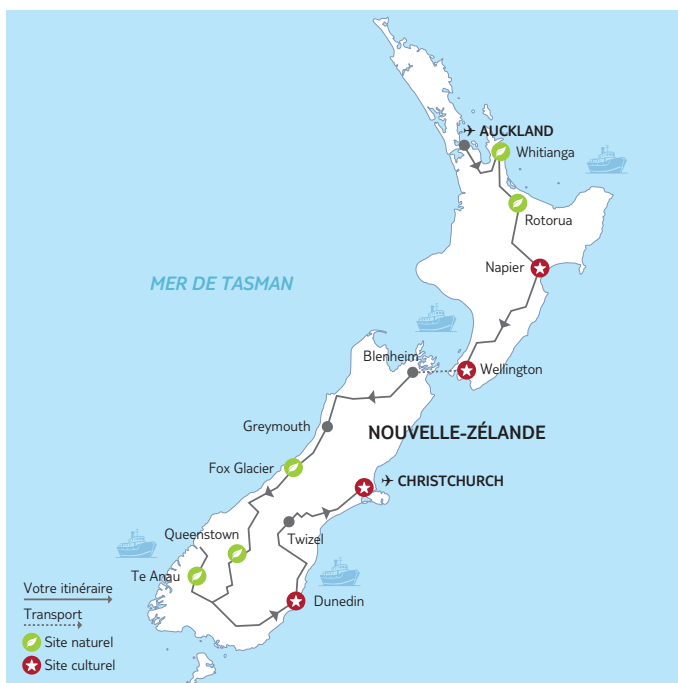 AUCKLAND
Whitianga
Rotorua
Napier
MER DE TASMAN
Blenheim
Wellington
Greymouth
NOUVELLE-ZÉLANDE
Fox Glacier
CHRISTCHURCH
Queenstown
Twizel
Te Anau
Votre itinéraire
Dunedin
Transport
Site naturel
Site culturel